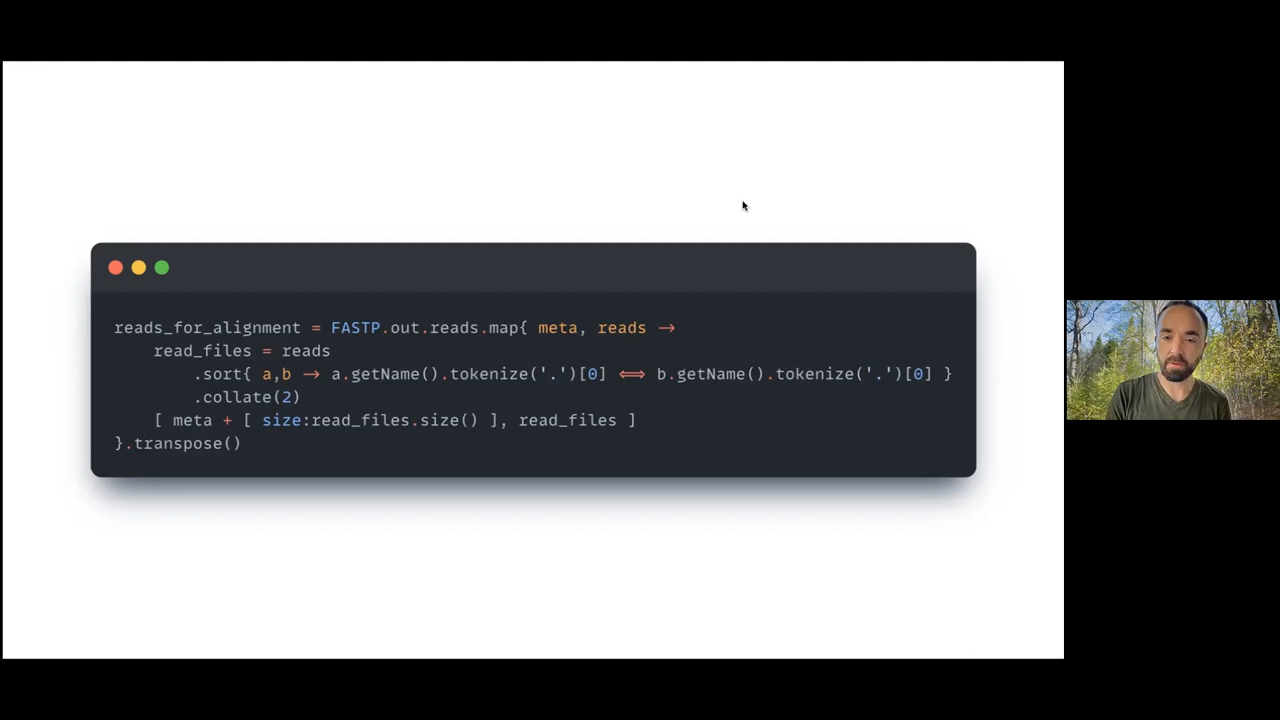 reads_for_alignment = FASTP.out.reads.map{ meta, reads →
read_files = reads
.sort{ a,b → a.getName().tokenize('.')[0] ⟺ b.getName().tokenize('.')[0] }
.collate(2)
[ meta + [ size:read_files.size() ], read_files ]
}.transpose()